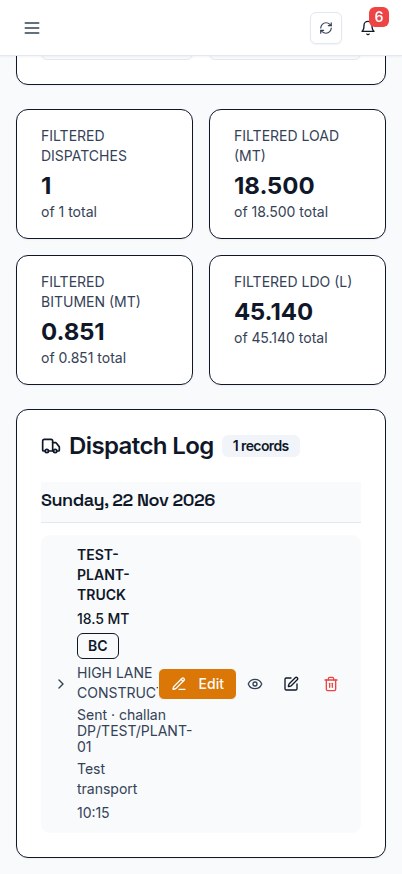 6
FILTERED
DISPATCHES
1
of 1 total
FILTERED LOAD
(MT)
18.500
of 18.500 total
FILTERED
BITUMEN (MT)
0.851
of 0.851 total
FILTERED LDO (L)
45.140
of 45.140 total
Dispatch Log
1 records
Sunday, 22 Nov 2026
TEST-
PLANT-
TRUCK
18.5 MT
BC
HIGH LANE
CONSTRUC
Edit
Sent · challan
DP/TEST/PLANT-
01
Test
transport
10:15